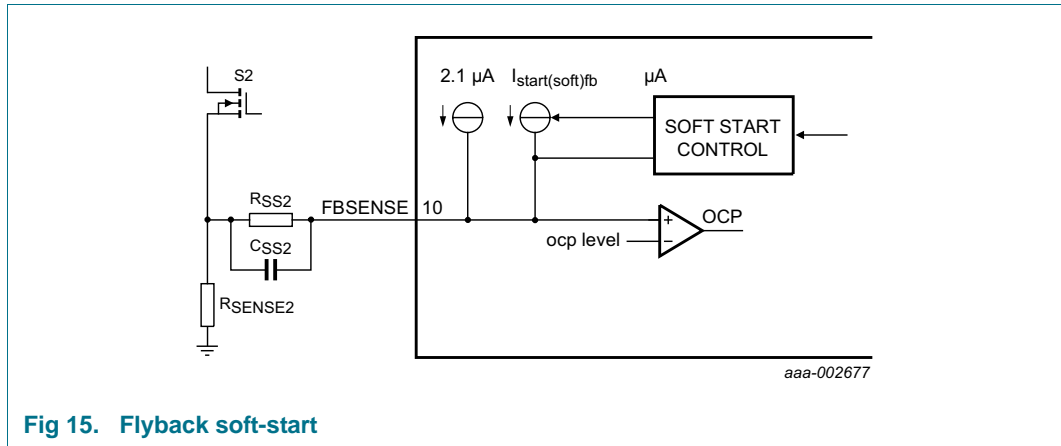 S2
2.1 µA
Istart(soft)fb
µA
SOFT START
CONTROL
RSS2
FBSENSE
10
CSS2
+
OCP
ocp level
−
RSENSE2
aaa-002677
Fig 15. Flyback soft-start